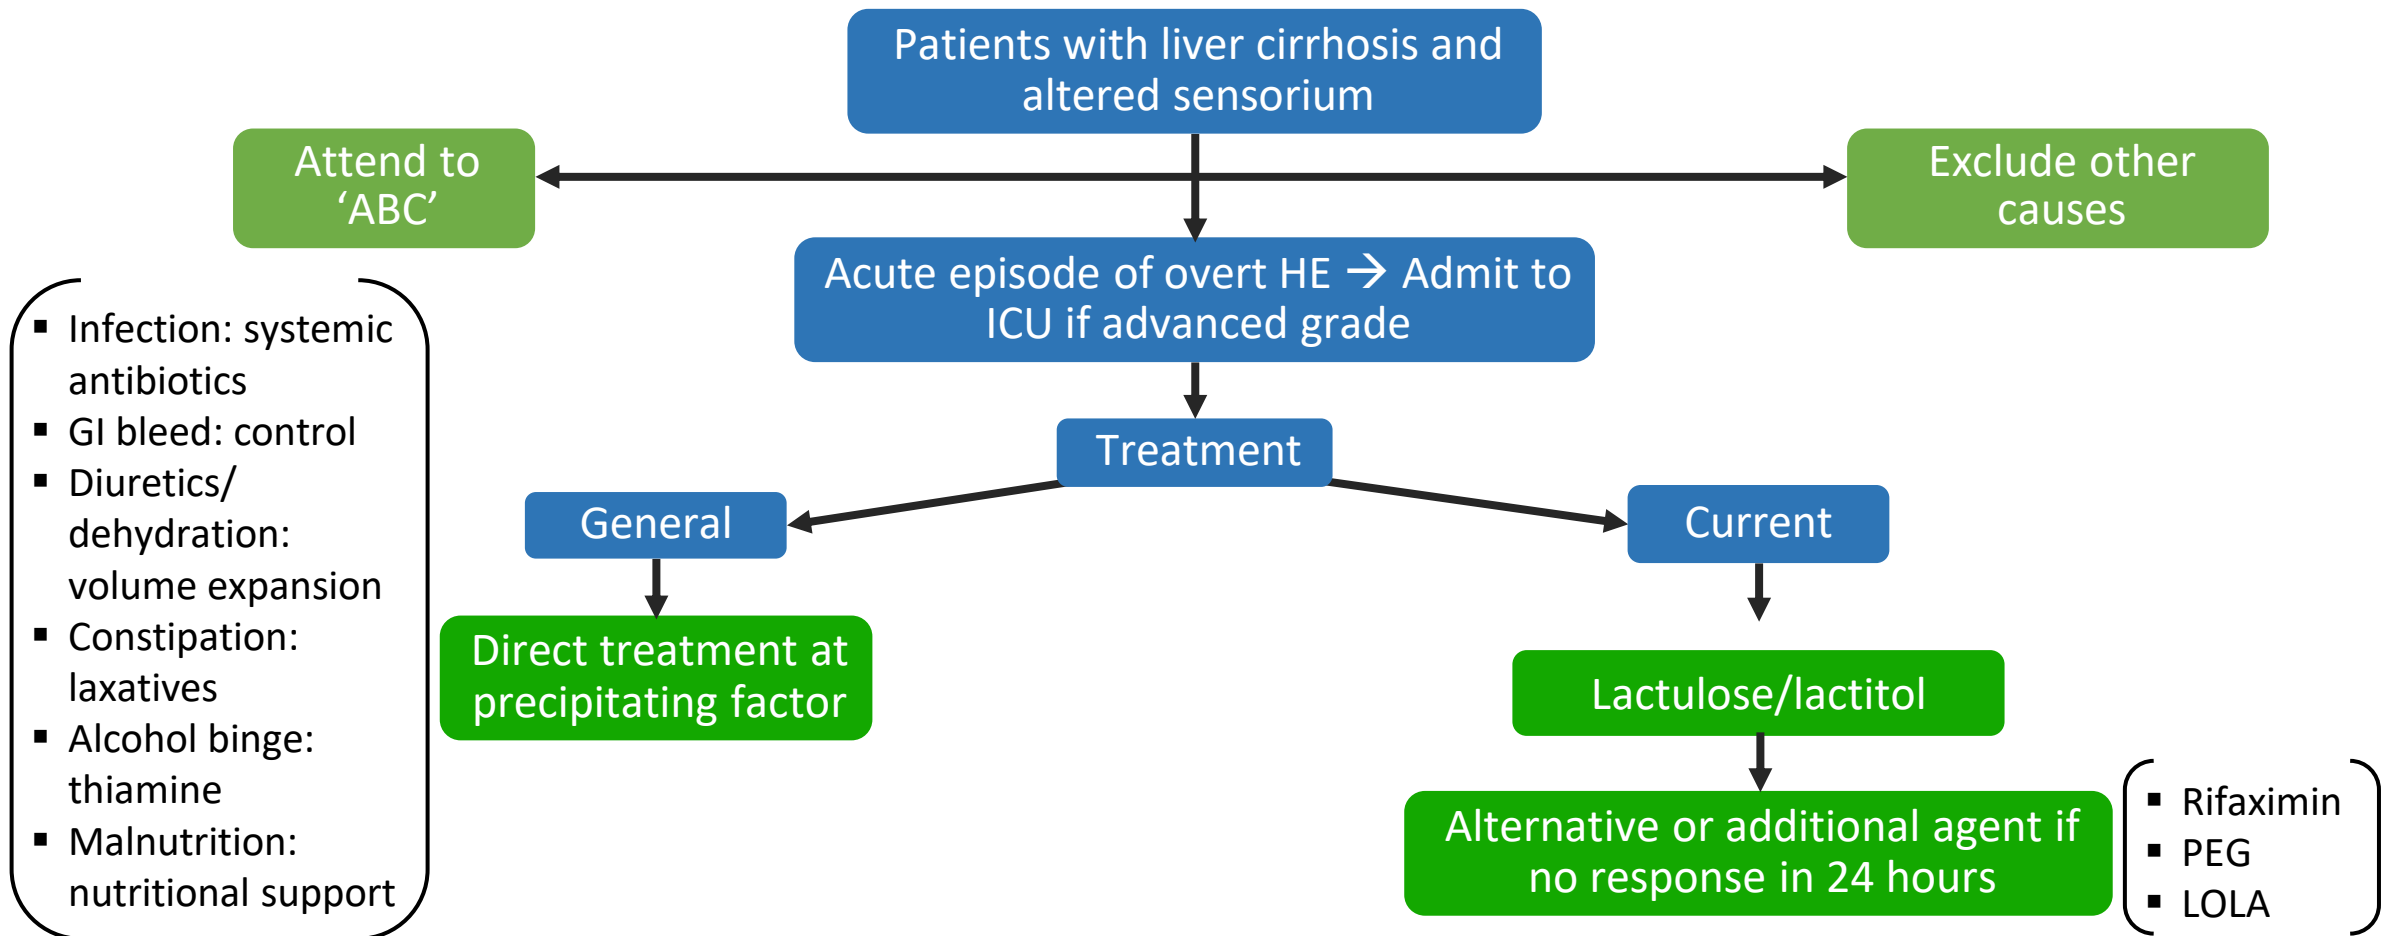 Patients with liver cirrhosis and
altered sensorium
Attend to
‘ABC’
Exclude other
causes
Acute episode of overt HE → Admit to
ICU if advanced grade
Treatment
General
Current
Direct treatment at
precipitating factor
Lactulose/lactitol
Alternative or additional agent if
no response in 24 hours
▪ Infection: systemic
antibiotics
▪ GI bleed: control
▪ Diuretics/
dehydration:
volume expansion
▪ Constipation:
laxatives
▪ Alcohol binge:
thiamine
▪ Malnutrition:
nutritional support
▪ Rifaximin
▪ PEG
▪ LOLA